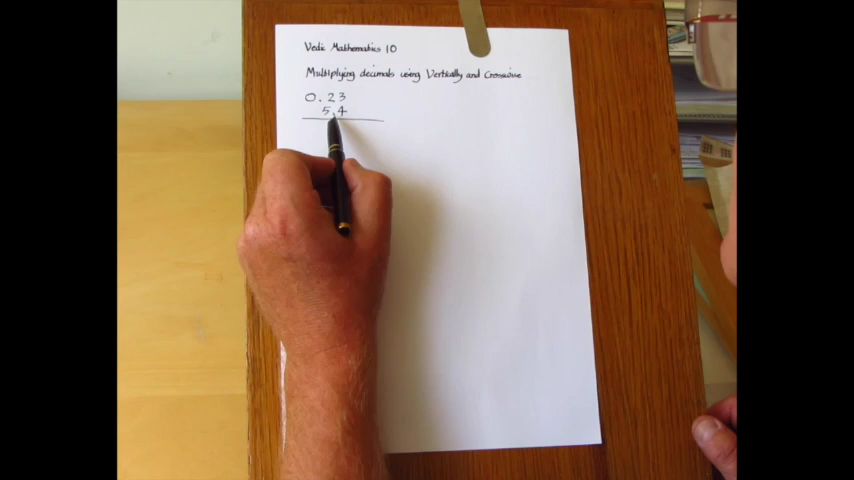 Vedic Mathematics 10
Multiplying decimals using Vertically and Crosswise
0.23
5.4